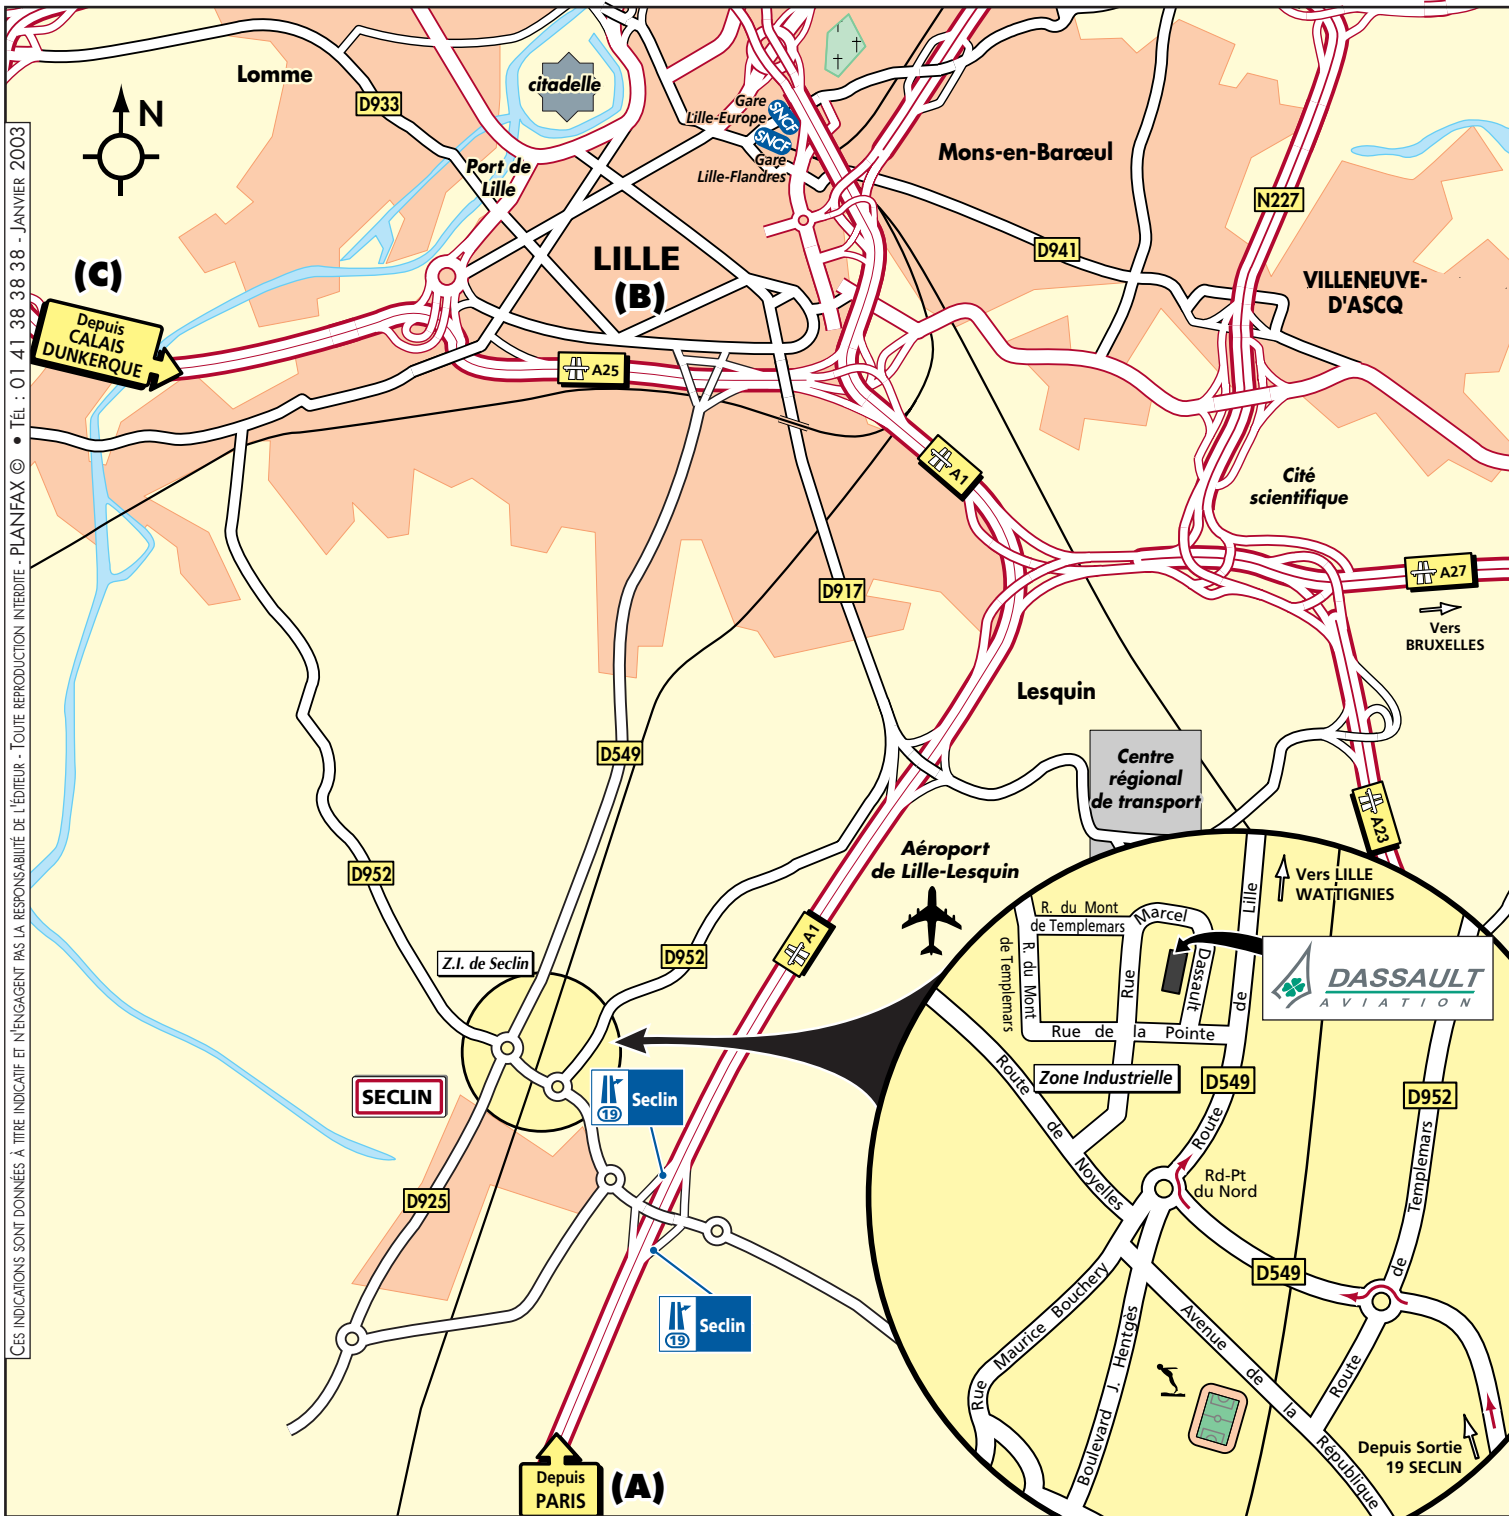 Lomme
D933
citadelle
Gare
Lille-Europe
SNCF
SNCF
Gare
Lille-Flandres
Mons-en-Barœul
N
Port de
Lille
N227
D941
LILLE
(B)
VILLENEUVE-
D'ASCQ
(C)
Depuis
CALAIS
DUNKERQUE
A25
A1
Cité
scientifique
A27
Vers
BRUXELLES
D917
Lesquin
D549
Centre
régional
de transport
A23
Aéroport
de Lille-Lesquin
D952
D952
A1
Z.I. de Seclin
SECLIN
19
Seclin
D925
19
Seclin
Depuis
PARIS
(A)
Vers LILLE
WATTIGNIES
R. du Mont
de Templemars
R. du Mont
de Templemars
Rue Marcel Dassault
Route de Lille
DASSAULT
AVIATION
Rue de la Pointe
Zone Industrielle
D549
D952
Route de Noyelles
Rd-Pt
du Nord
D549
Route de Templemars
Rue Maurice Bouchery
Boulevard J. Hentgès
Avenue de la République
Depuis Sortie
19 SECLIN
CES INDICATIONS SONT DONNÉES À TITRE INDICATIF ET N'ENGAGENT PAS LA RESPONSABILITÉ DE L'ÉDITEUR - TOUTE REPRODUCTION INTERDITE - PLANFAX © • TÉL : 01 41 38 38 38 - JANVIER 2003